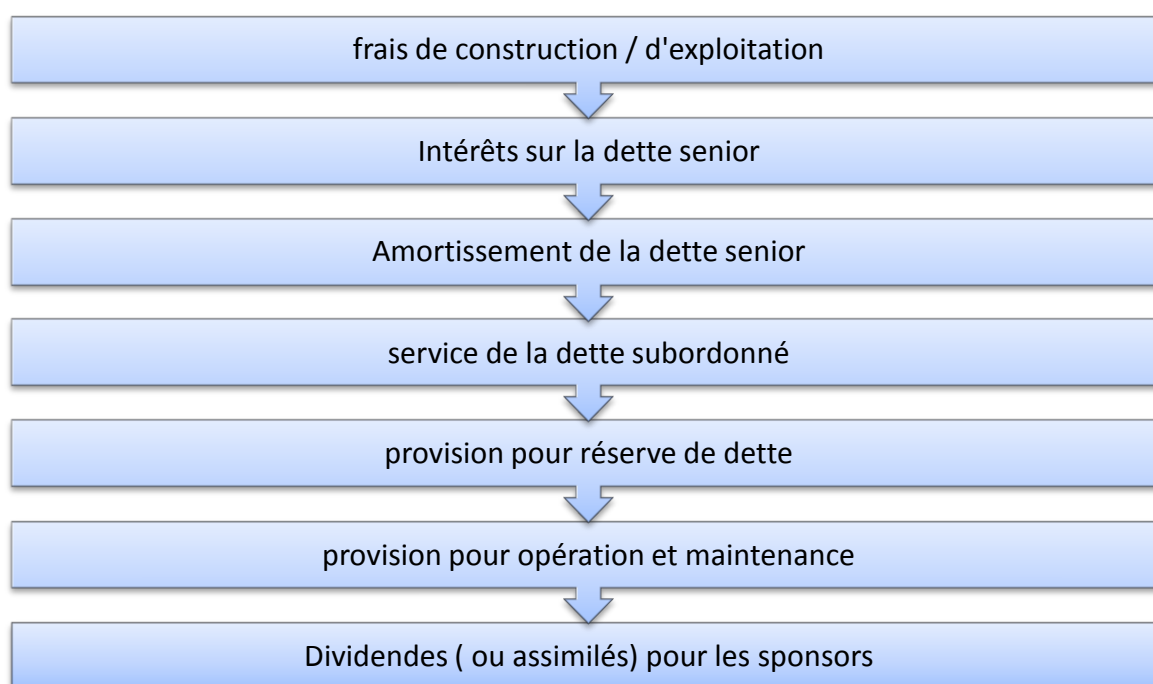 frais de construction / d'exploitation
Intérêts sur la dette senior
Amortissement de la dette senior
service de la dette subordonné
provision pour réserve de dette
provision pour opération et maintenance
Dividendes ( ou assimilés) pour les sponsors